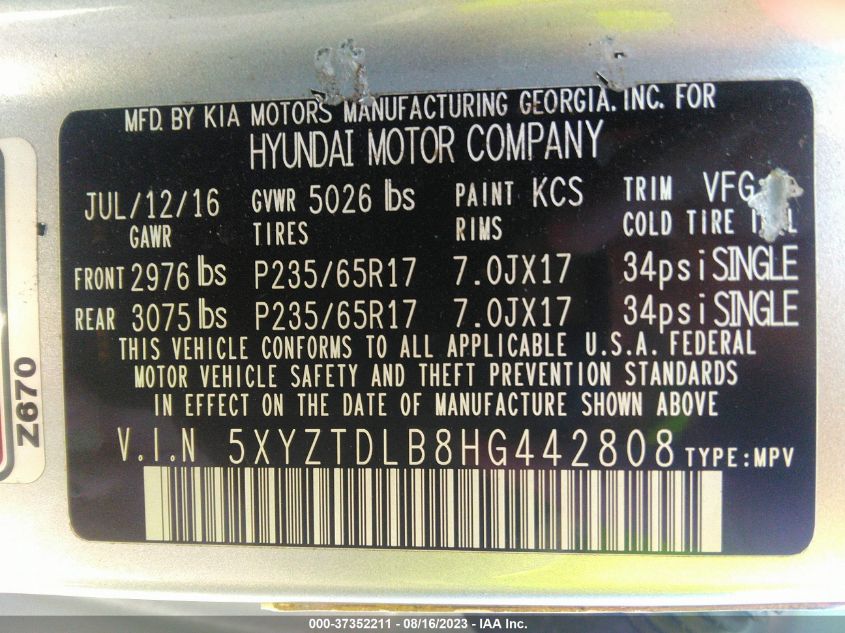 MFD. BY KIA MOTORS MANUFACTURING GEORGIA. INC. FOR
HYUNDAI MOTOR COMPANY
JUL/12/16 GVWR 5026 lbs PAINT KCS TRIM VFG
GAWR TIRES RIMS COLD TIRE
FRONT 2976 lbs P235/65R17 7.0JX17 34psi SINGLE
REAR 3075 lbs P235/65R17 7.0JX17 34psi SINGLE
THIS VEHICLE CONFORMS TO ALL APPLICABLE U.S.A. FEDERAL
MOTOR VEHICLE SAFETY AND THEFT PREVENTION STANDARDS
IN EFFECT ON THE DATE OF MANUFACTURE SHOWN ABOVE
V.I.N 5XYZTDLB8HG442808 TYPE:MPV
Z670
000-37352211 - 08/16/2023 - IAA Inc.